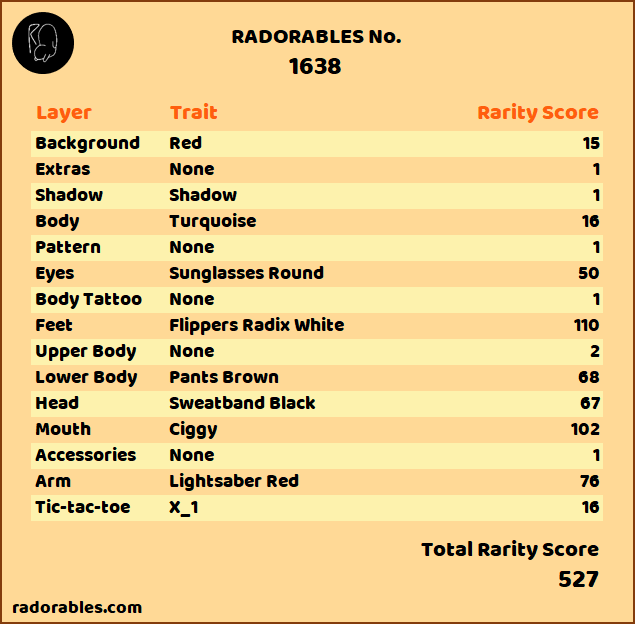 RADORABLES No.
1638
Layer Trait Rarity Score
Background Red 15
Extras None 1
Shadow Shadow 1
Body Turquoise 16
Pattern None 1
Eyes Sunglasses Round 50
Body Tattoo None 1
Feet Flippers Radix White 110
Upper Body None 2
Lower Body Pants Brown 68
Head Sweatband Black 67
Mouth Ciggy 102
Accessories None 1
Arm Lightsaber Red 76
Tic-tac-toe X_1 16
Total Rarity Score
527
radorables.com